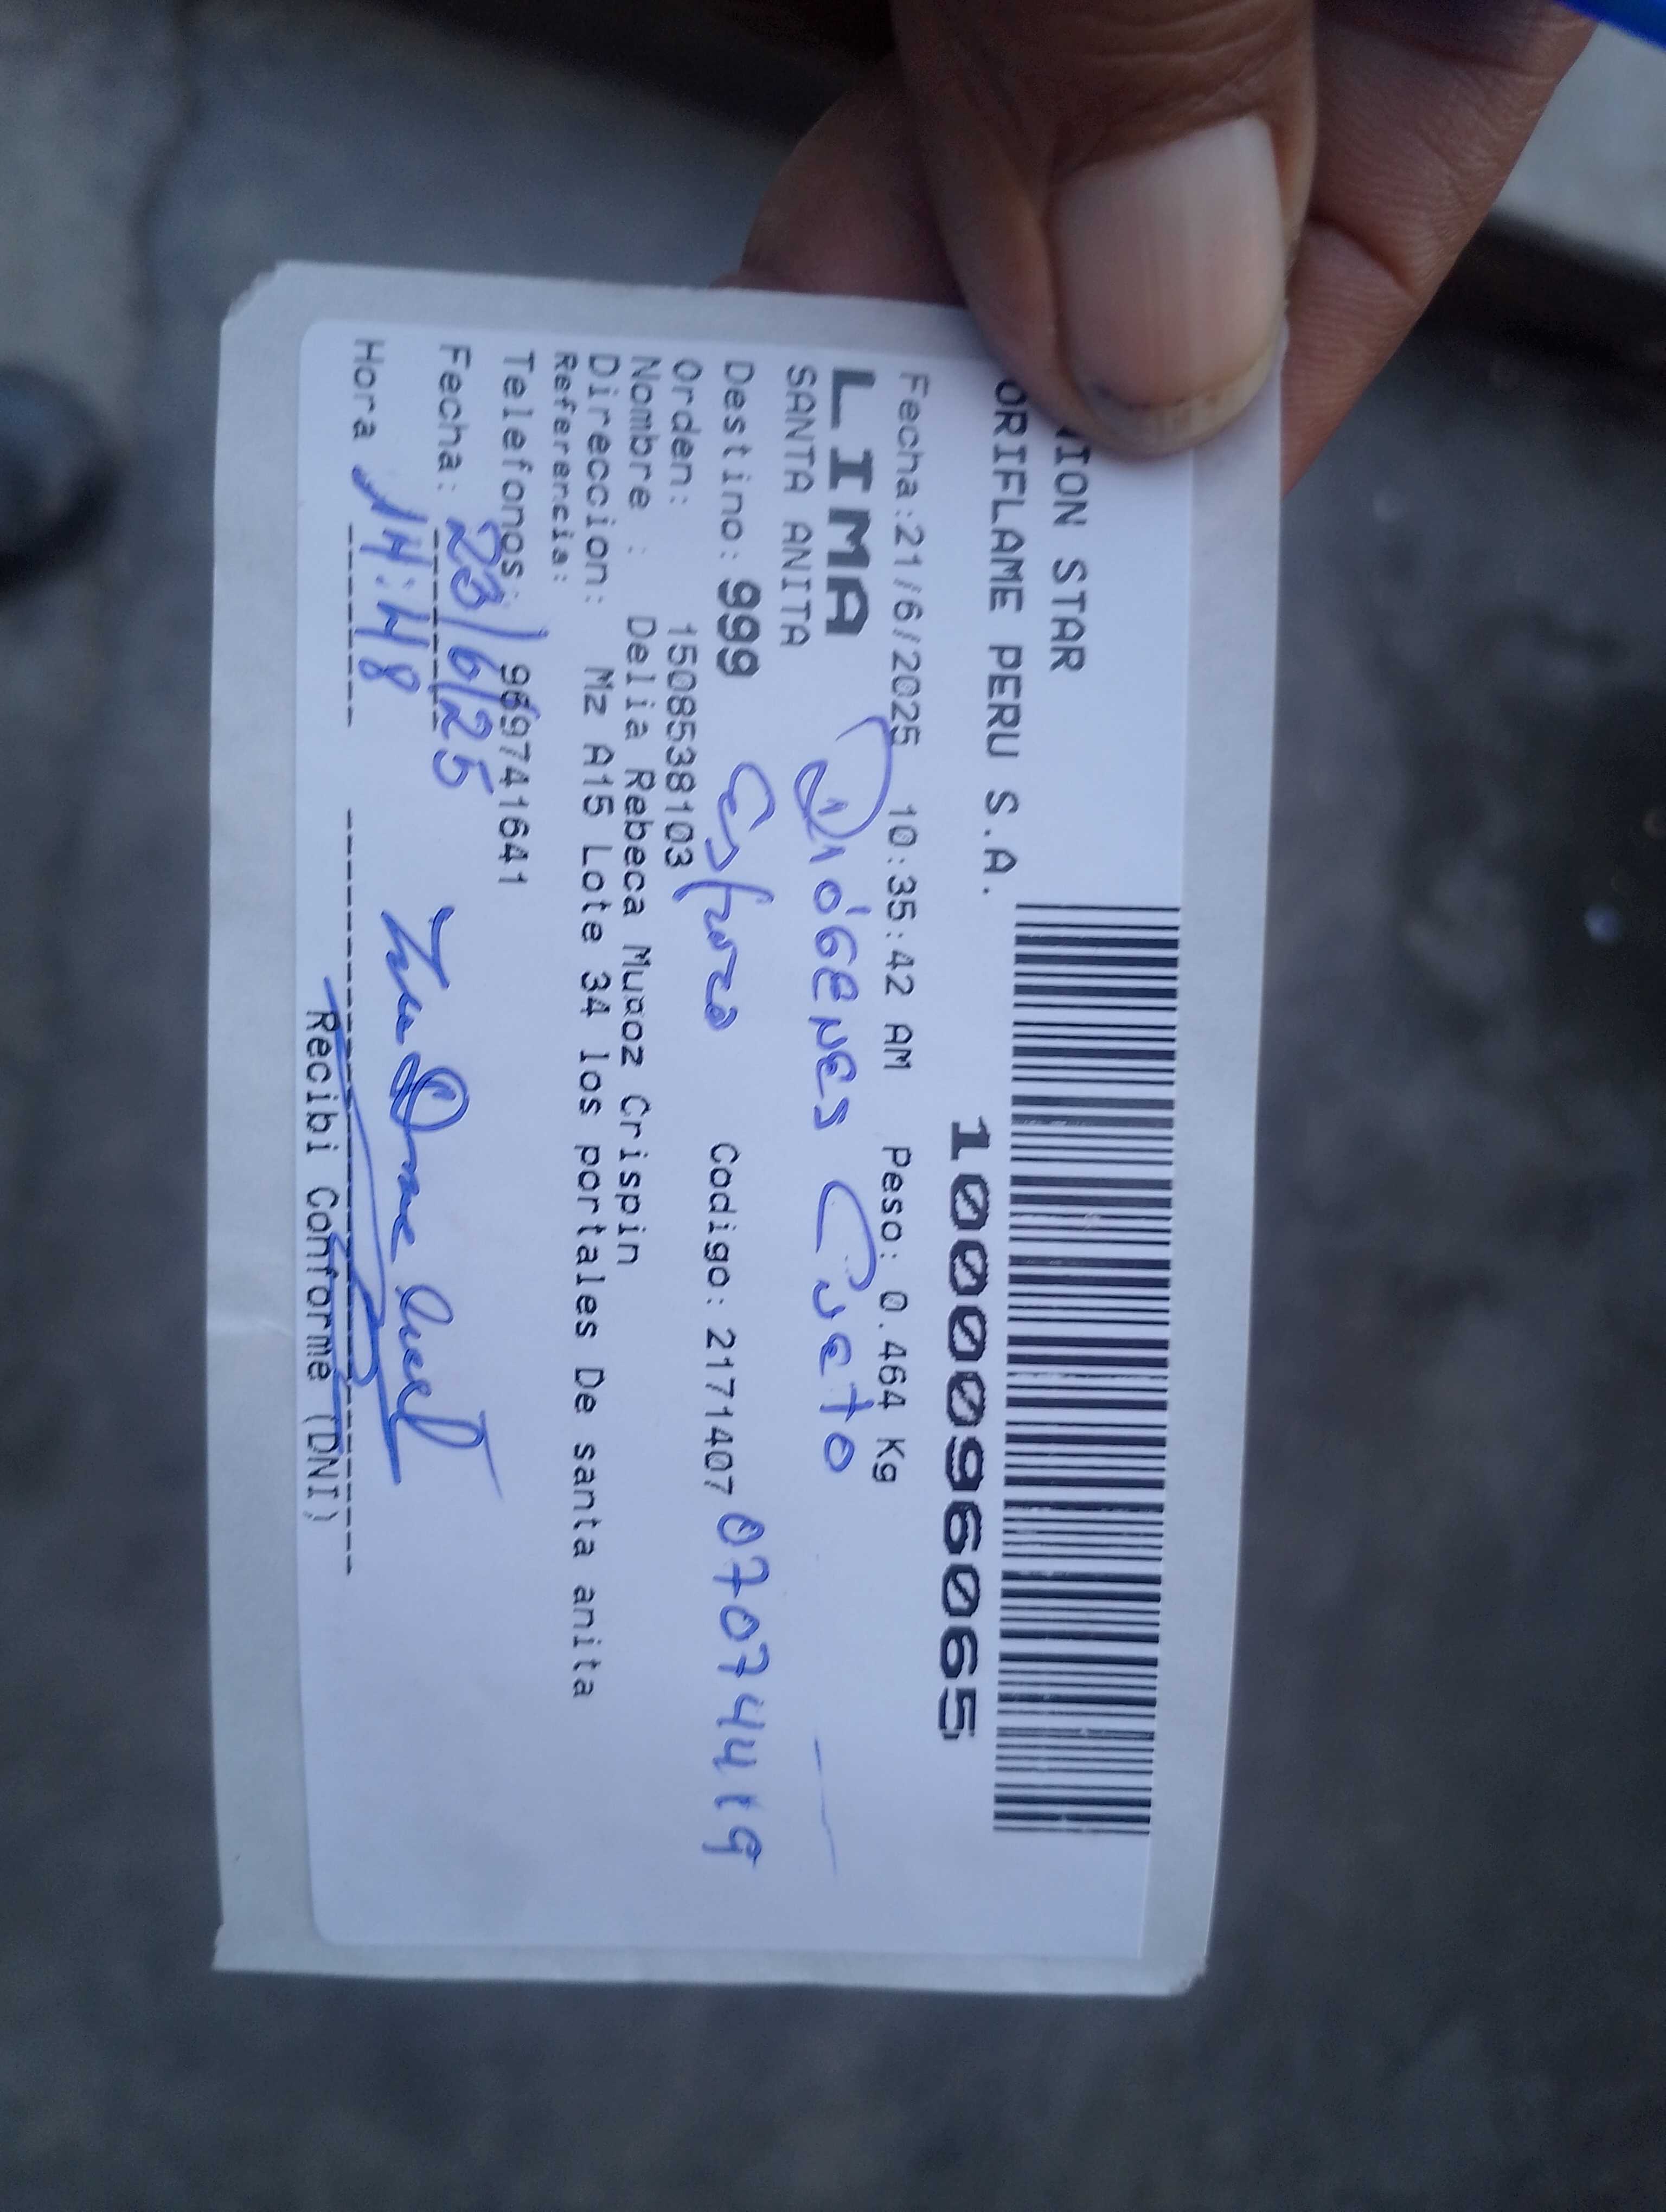 ION STAR
ORIFLAME PERU S.A.
1000096065
Fecha:21/6/2025 10:35:42 AM Peso: 0.464 Kg
LIMA
Diógenes Cueto
SANTA ANITA
Destino: 999 Esposo Codigo: 2171407 07074419
Orden: 1508538103
Nombre : Delia Rebeca Muñoz Crispin
Direccion: Mz A15 Lote 34 los portales De santa anita
Referencia:
Telefonos: 969741641
Fecha: 23/6/25
Hora 14:48
Recibi Conforme (DNI)